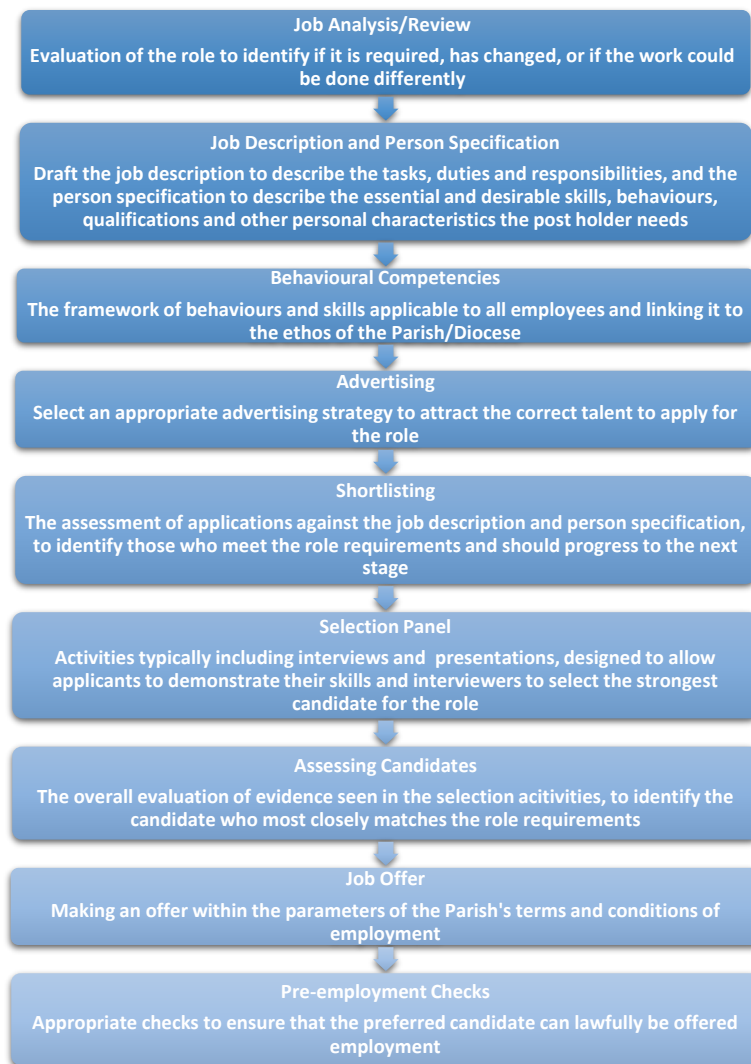 Job Analysis/Review
Evaluation of the role to identify if it is required, has changed, or if the work could
be done differently
Job Description and Person Specification
Draft the job description to describe the tasks, duties and responsibilities, and the
person specification to describe the essential and desirable skills, behaviours,
qualifications and other personal characteristics the post holder needs
Behavioural Competencies
The framework of behaviours and skills applicable to all employees and linking it to
the ethos of the Parish/Diocese
Advertising
Select an appropriate advertising strategy to attract the correct talent to apply for
the role
Shortlisting
The assessment of applications against the job description and person specification,
to identify those who meet the role requirements and should progress to the next
stage
Selection Panel
Activities typically including interviews and  presentations, designed to allow
applicants to demonstrate their skills and interviewers to select the strongest
candidate for the role
Assessing Candidates
The overall evaluation of evidence seen in the selection acitivities, to identify the
candidate who most closely matches the role requirements
Job Offer
Making an offer within the parameters of the Parish's terms and conditions of
employment
Pre-employment Checks
Appropriate checks to ensure that the preferred candidate can lawfully be offered
employment